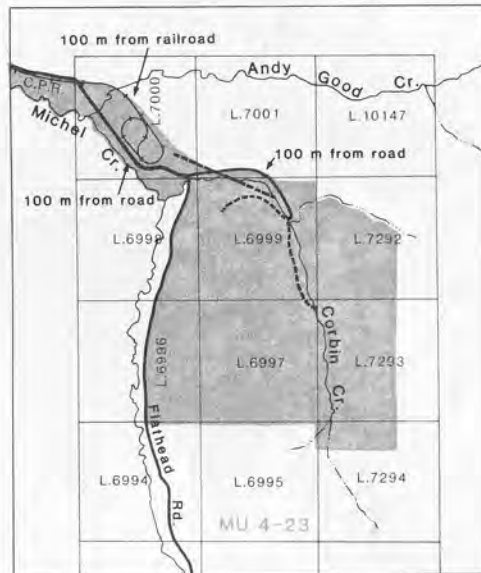 100 m from railroad
Andy Good Cr.
C.P.R.
L.7000
Michel Cr.
L.7001
L.10147
100 m from road
100 m from road
L.6998
L.6999
L.7292
L.6986
L.6997
Corbin Cr.
L.7293
Flathead Rd.
L.6994
L.6995
L.7294
MU 4-23